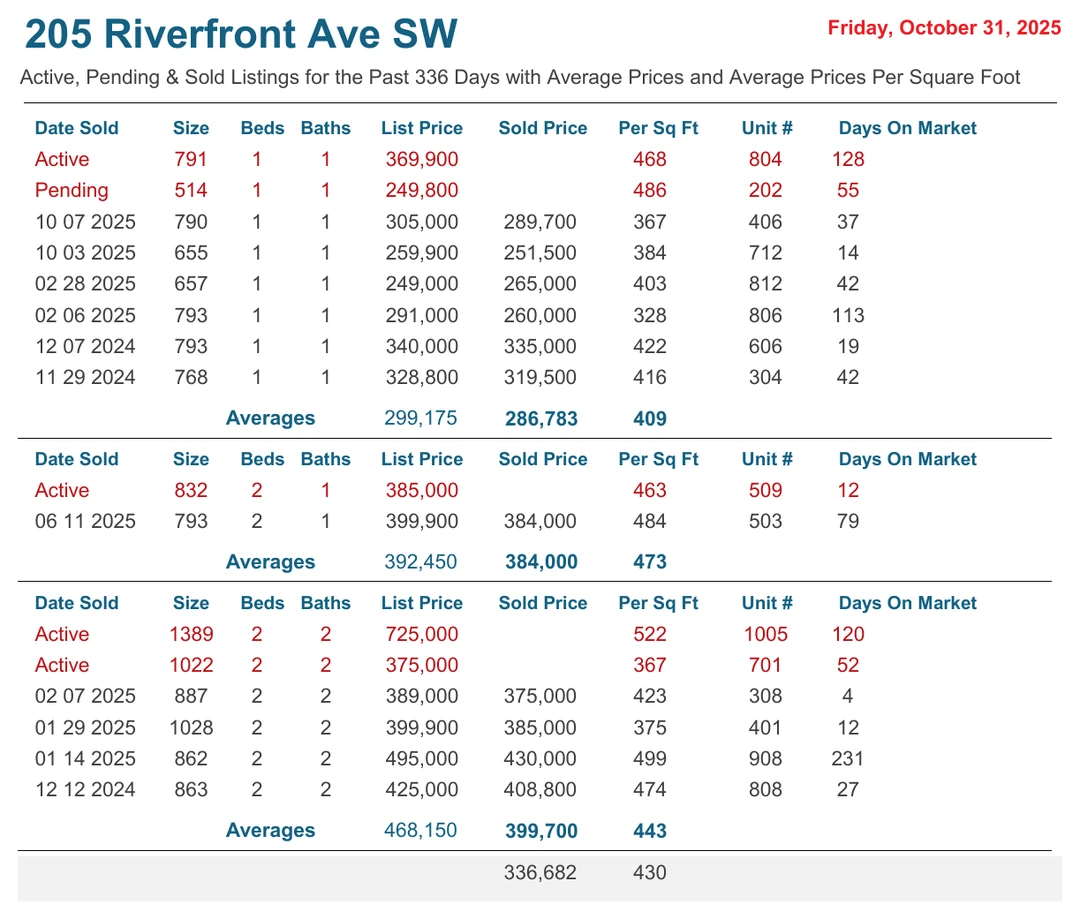 205 Riverfront Ave SW
Friday, October 31, 2025
Active, Pending & Sold Listings for the Past 336 Days with Average Prices and Average Prices Per Square Foot
Date Sold Size Beds Baths List Price Sold Price Per Sq Ft Unit # Days On Market
Active 791 1 1 369,900 468 804 128
Pending 514 1 1 249,800 486 202 55
10 07 2025 790 1 1 305,000 289,700 367 406 37
10 03 2025 655 1 1 259,900 251,500 384 712 14
02 28 2025 657 1 1 249,000 265,000 403 812 42
02 06 2025 793 1 1 291,000 260,000 328 806 113
12 07 2024 793 1 1 340,000 335,000 422 606 19
11 29 2024 768 1 1 328,800 319,500 416 304 42
Averages 299,175 286,783 409
Date Sold Size Beds Baths List Price Sold Price Per Sq Ft Unit # Days On Market
Active 832 2 1 385,000 463 509 12
06 11 2025 793 2 1 399,900 384,000 484 503 79
Averages 392,450 384,000 473
Date Sold Size Beds Baths List Price Sold Price Per Sq Ft Unit # Days On Market
Active 1389 2 2 725,000 522 1005 120
Active 1022 2 2 375,000 367 701 52
02 07 2025 887 2 2 389,000 375,000 423 308 4
01 29 2025 1028 2 2 399,900 385,000 375 401 12
01 14 2025 862 2 2 495,000 430,000 499 908 231
12 12 2024 863 2 2 425,000 408,800 474 808 27
Averages 468,150 399,700 443
336,682 430